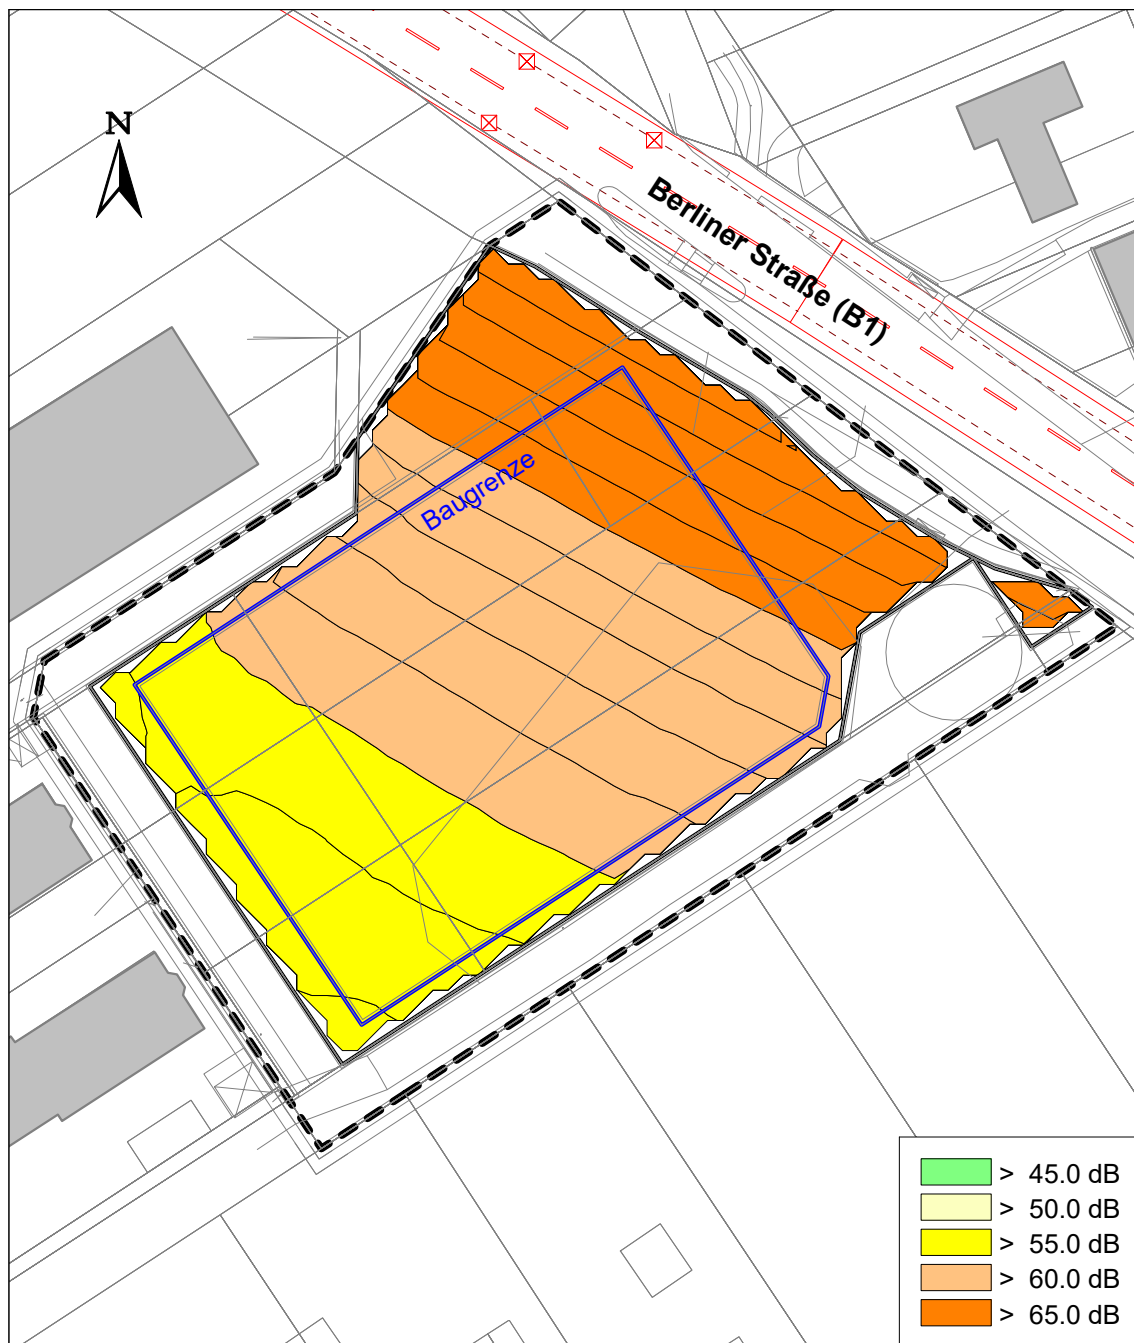 N
Berliner Straße (B1)
Baugrenze
> 45.0 dB
> 50.0 dB
> 55.0 dB
> 60.0 dB
> 65.0 dB